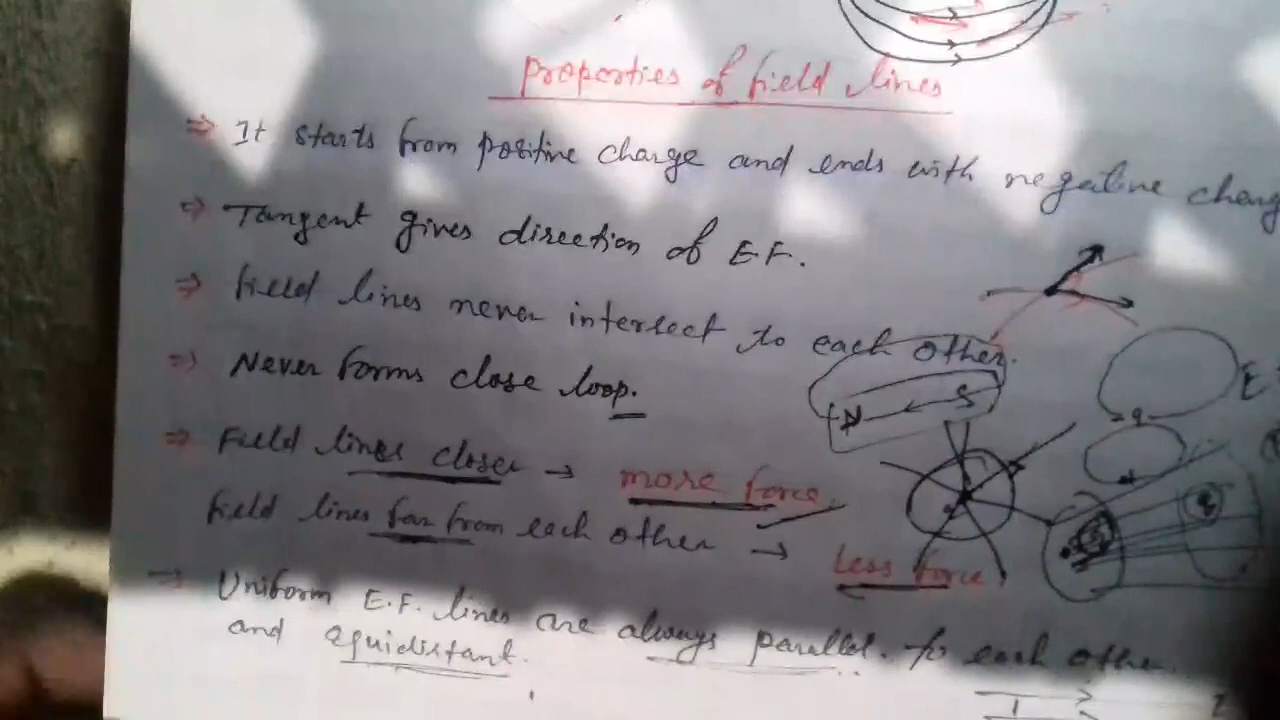 Properties of field lines
⇒ It starts from positive charge and ends with negative charg
⇒ Tangent gives direction of E.F.
⇒ field lines never intersect to each other.
⇒ Never forms close loop.
⇒ Field lines closer → more force.
field lines far from each other → Less force
⇒ Uniform E.F. lines are always parallel. to each other.
and equidistant.
N S
E
q